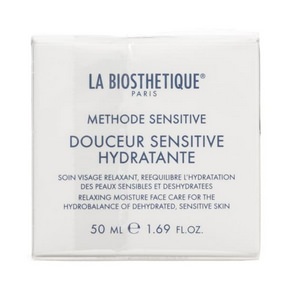 LA BIOSTHETIQUE®
PARIS
METHODE SENSITIVE
DOUCEUR SENSITIVE
HYDRATANTE
SOIN VISAGE RELAXANT, REEQUILIBRE L'HYDRATATION
DES PEAUX SENSIBLES ET DESHYDRATEES
RELAXING MOISTURE FACE CARE FOR THE
HYDROBALANCE OF DEHYDRATED, SENSITIVE SKIN
50 ML ℮ 1.69 FL.OZ.